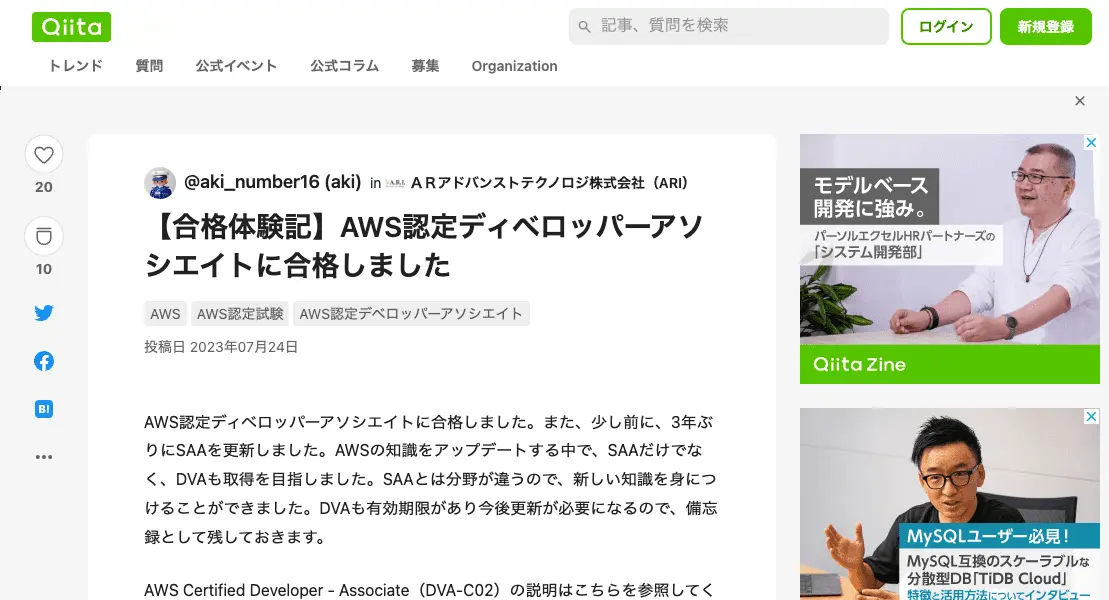 Qiita
記事、質問を検索
ログイン
新規登録
トレンド 質問 公式イベント 公式コラム 募集 Organization
20
10
B!
@aki_number16 (aki) in ＡＲアドバンストテクノロジ株式会社（ARI）
【合格体験記】AWS認定ディベロッパーアソ
シエイトに合格しました
AWS AWS認定試験 AWS認定デベロッパーアソシエイト
投稿日 2023年07月24日
AWS認定ディベロッパーアソシエイトに合格しました。また、少し前に、3年ぶ
りにSAAを更新しました。AWSの知識をアップデートする中で、SAAだけでな
く、DVAも取得を目指しました。SAAとは分野が違うので、新しい知識を身につ
けることができました。DVAも有効期限があり今後更新が必要になるので、備忘
録として残しておきます。
AWS Certified Developer - Associate（DVA-C02）の説明はこちらを参照してく
モデルベース
開発に強み。
パーソルエクセルHRパートナーズの
「システム開発部」
Qiita Zine
MySQLユーザー必見！
MySQL互換のスケーラブルな
分散型DB「TiDB Cloud」
特徴と活用方法についてインタビュー